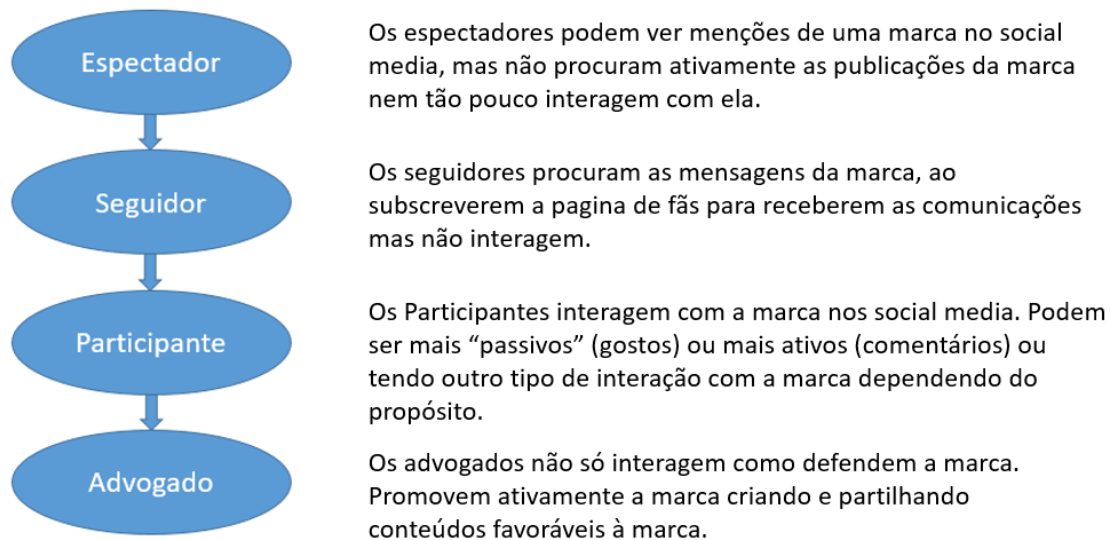 Espectador
Os espectadores podem ver menções de uma marca no social
media, mas não procuram ativamente as publicações da marca
nem tão pouco interagem com ela.
Seguidor
Os seguidores procuram as mensagens da marca, ao
subscreverem a pagina de fãs para receberem as comunicações
mas não interagem.
Participante
Os Participantes interagem com a marca nos social media. Podem
ser mais “passivos” (gostos) ou mais ativos (comentários) ou
tendo outro tipo de interação com a marca dependendo do
propósito.
Advogado
Os advogados não só interagem como defendem a marca.
Promovem ativamente a marca criando e partilhando
conteúdos favoráveis à marca.